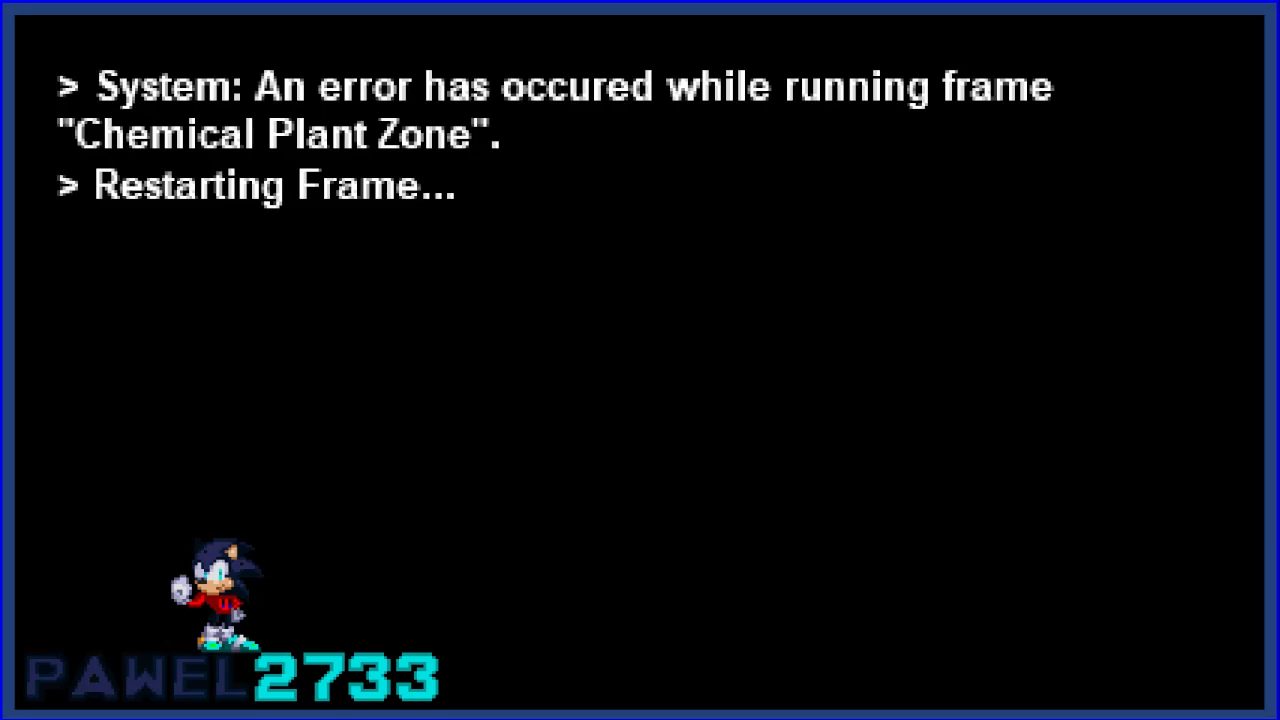 > System: An error has occured while running frame
"Chemical Plant Zone".
> Restarting Frame...
PAWEL2733